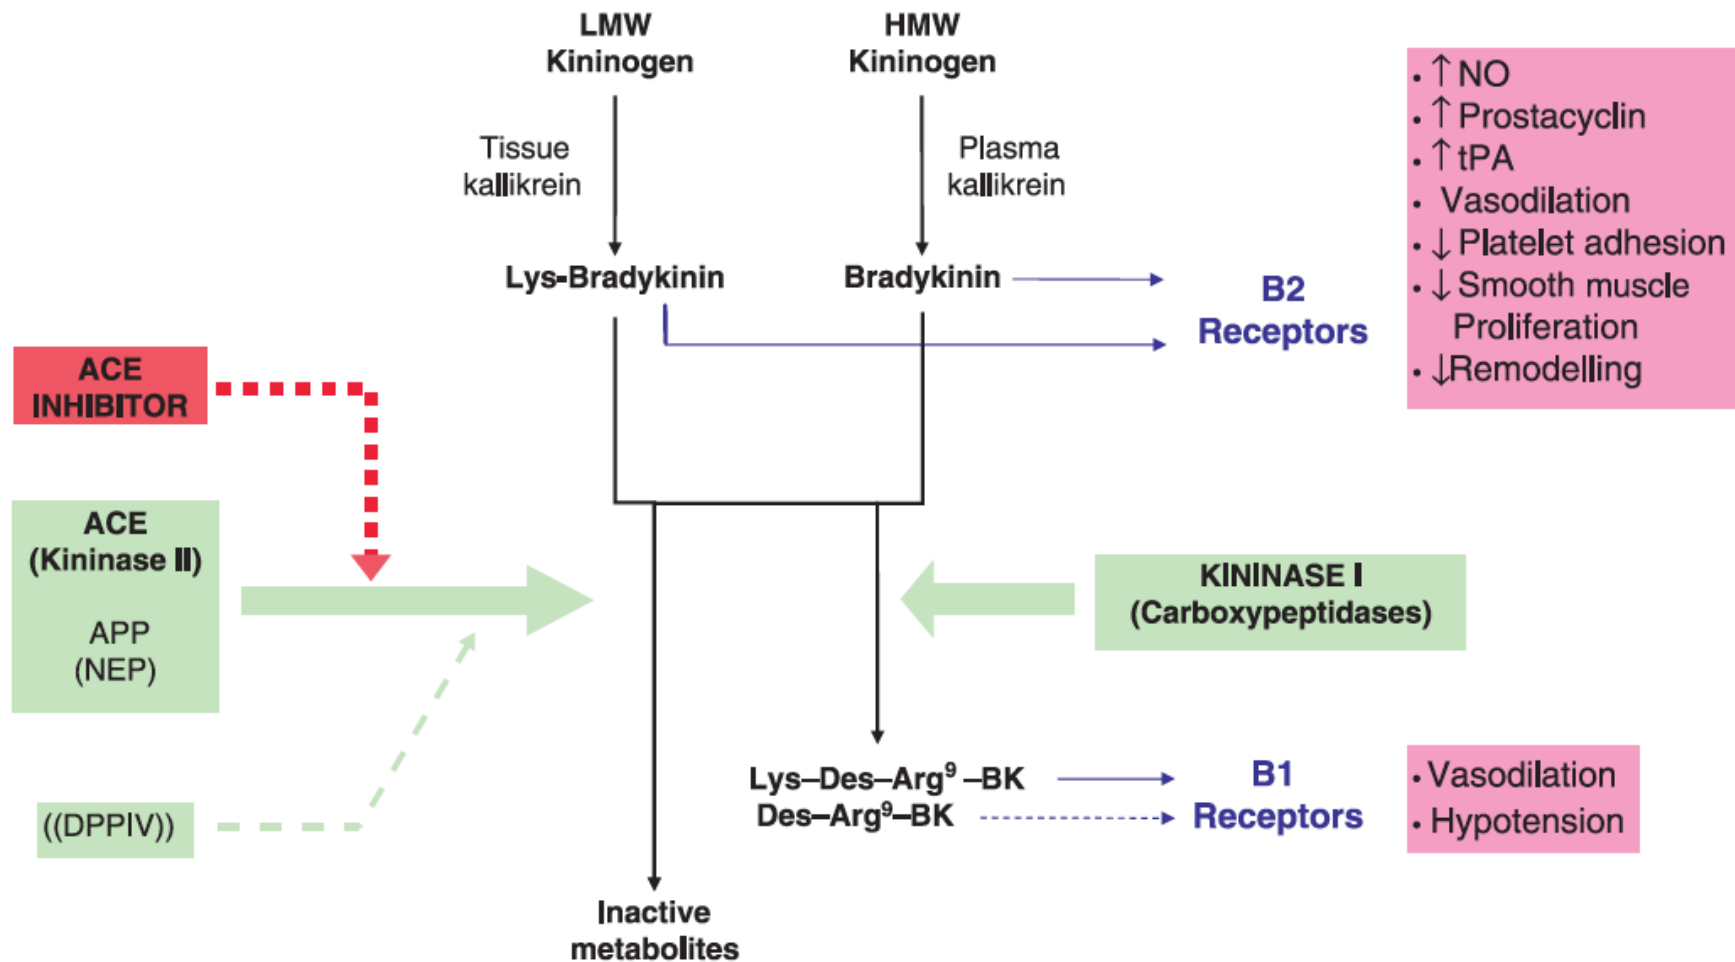 LMW
Kininogen
HMW
Kininogen
Tissue
kallikrein
Plasma
kallikrein
Lys-Bradykinin
Bradykinin
B2
Receptors
• ↑ NO
• ↑ Prostacyclin
• ↑ tPA
• Vasodilation
• ↓ Platelet adhesion
• ↓ Smooth muscle
Proliferation
• ↓Remodelling
ACE
INHIBITOR
ACE
(Kininase II)
APP
(NEP)
((DPPIV))
KININASE I
(Carboxypeptidases)
Lys–Des–Arg⁹ –BK
Des–Arg⁹–BK
B1
Receptors
• Vasodilation
• Hypotension
Inactive
metabolites